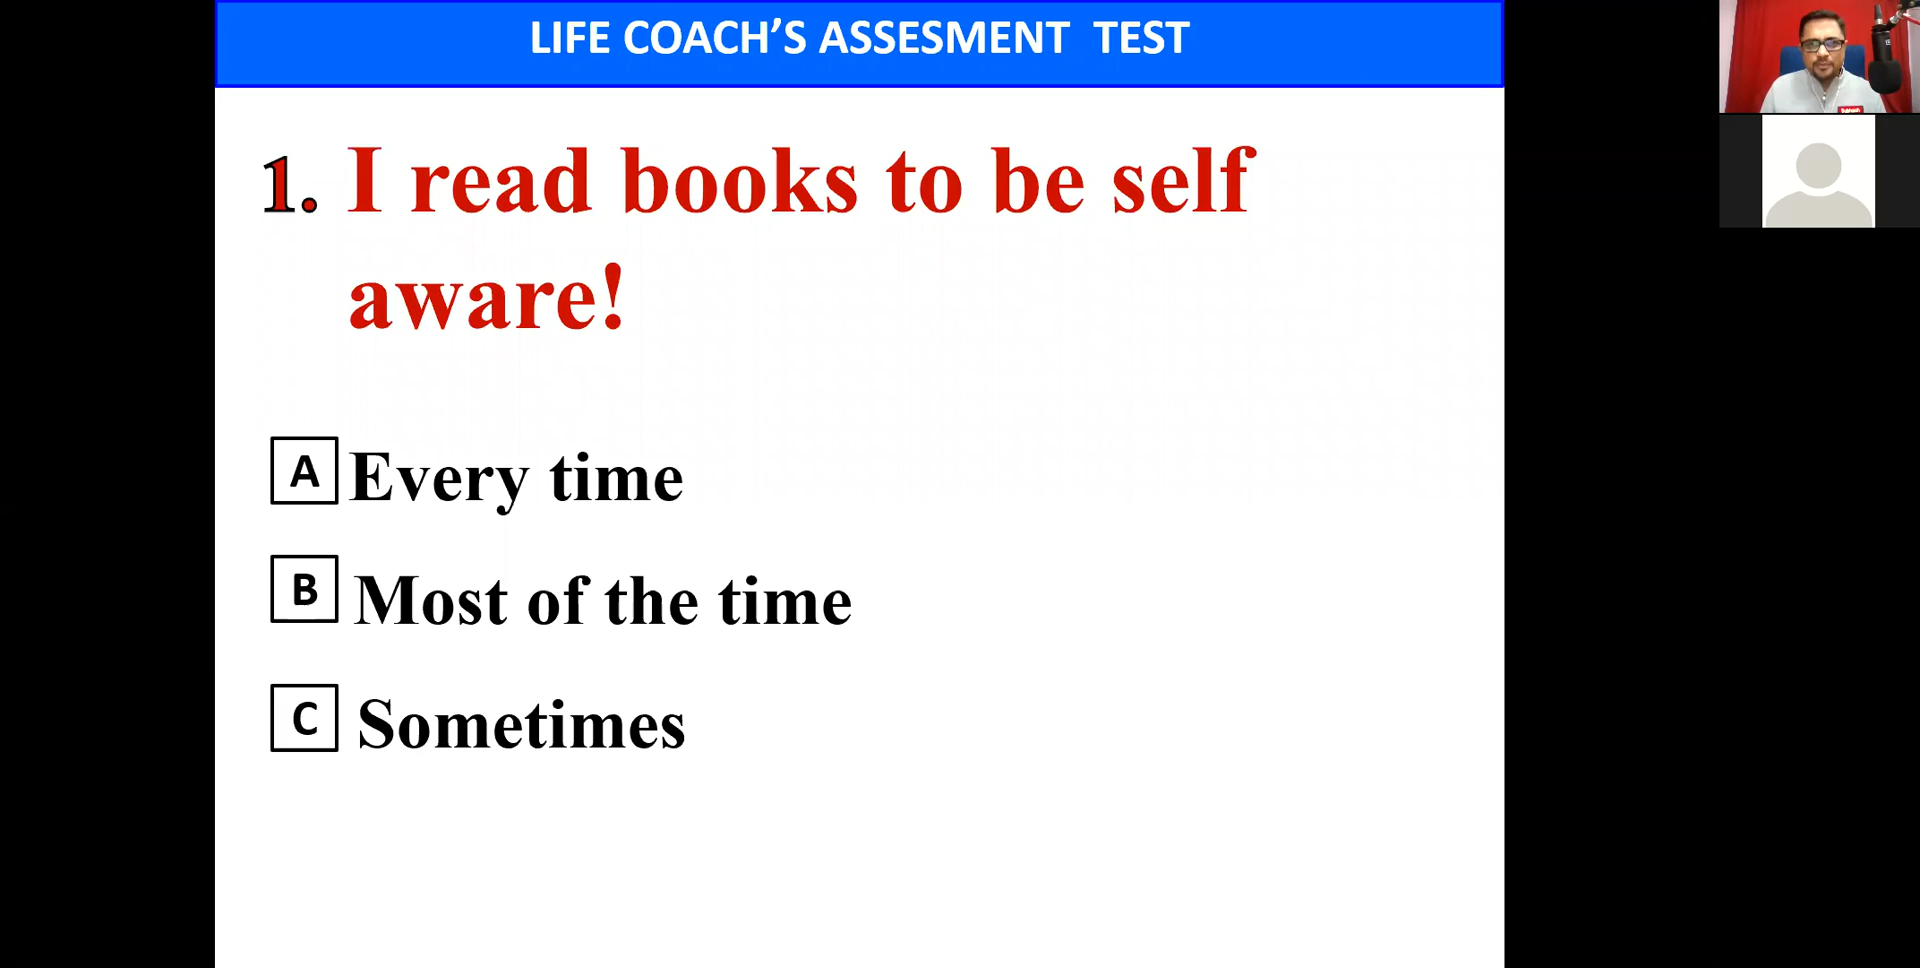 LIFE COACH’S ASSESMENT TEST
1. I read books to be self
aware!
A Every time
B Most of the time
C Sometimes